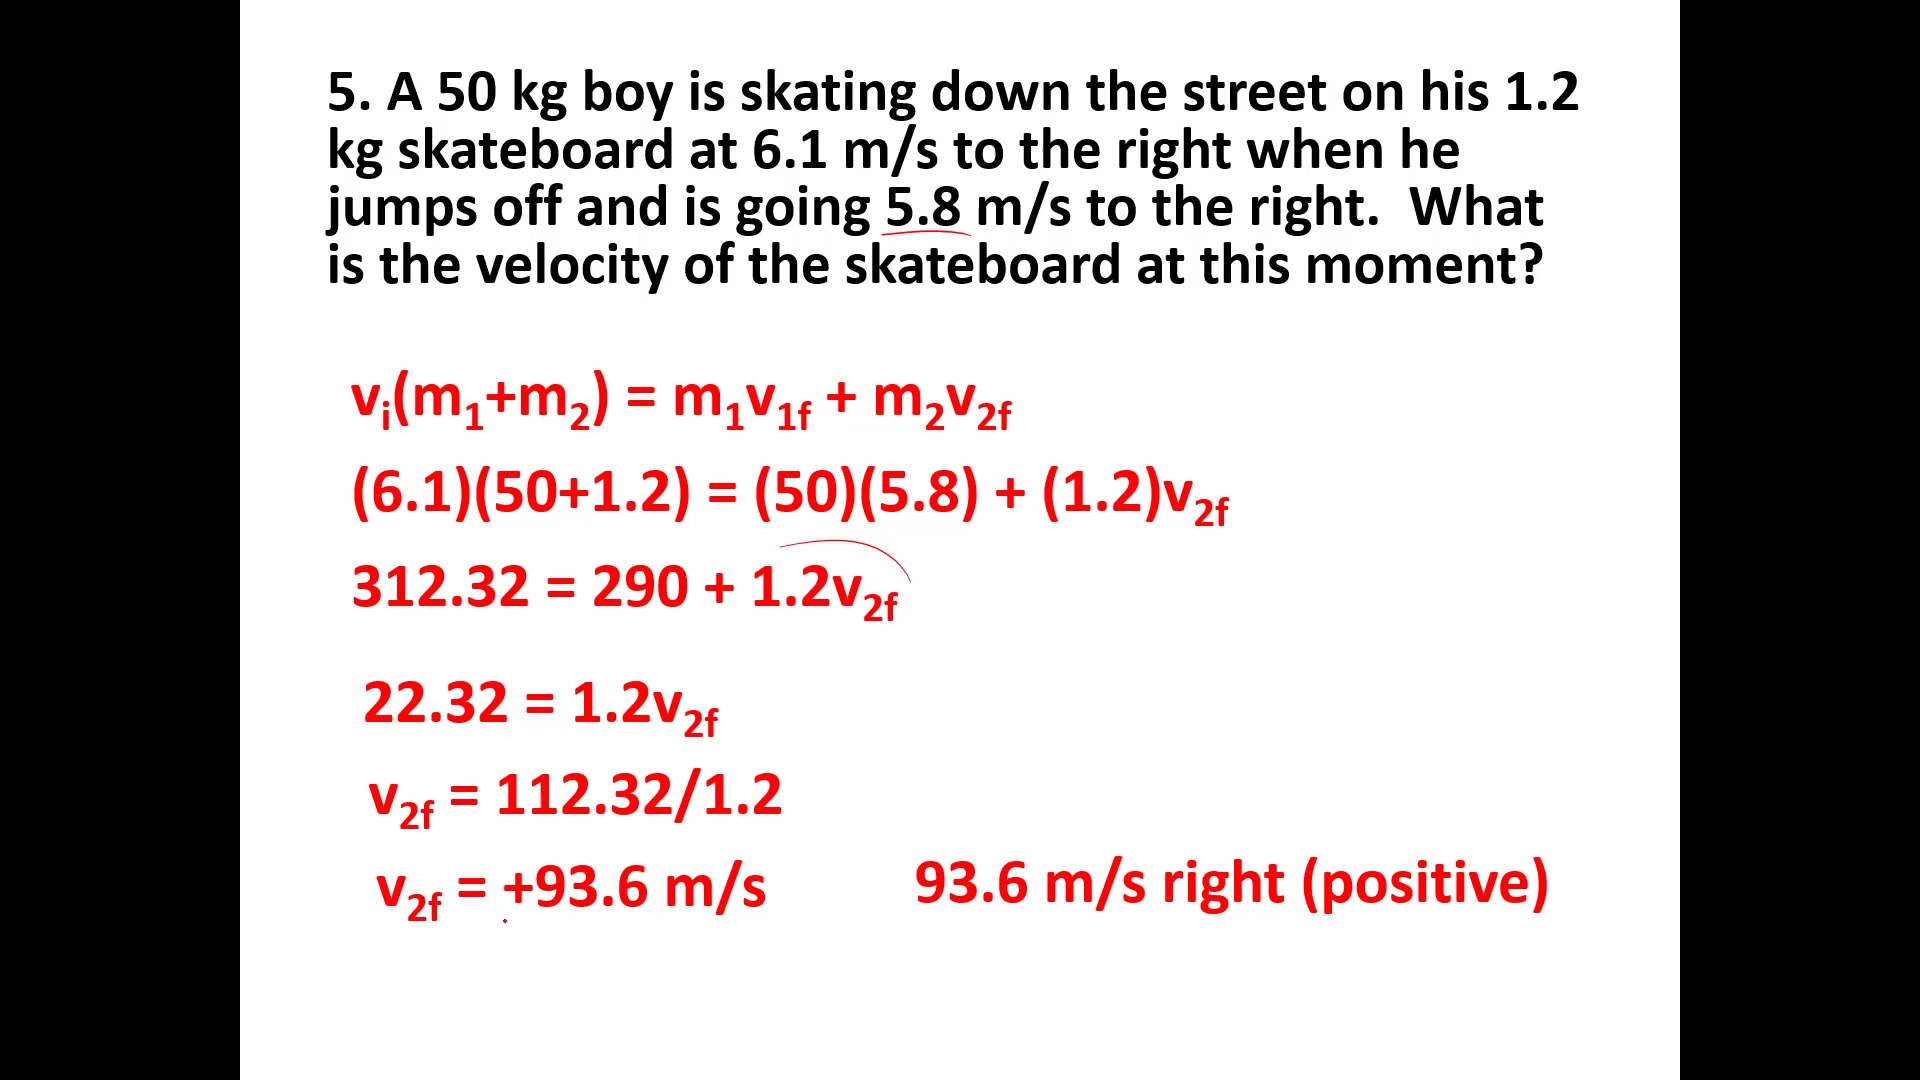 5. A 50 kg boy is skating down the street on his 1.2
kg skateboard at 6.1 m/s to the right when he
jumps off and is going 5.8 m/s to the right.  What
is the velocity of the skateboard at this moment?
vᵢ(m₁+m₂) = m₁v₁f + m₂v₂f
(6.1)(50+1.2) = (50)(5.8) + (1.2)v₂f
312.32 = 290 + 1.2v₂f
22.32 = 1.2v₂f
v₂f = 112.32/1.2
v₂f = +93.6 m/s 93.6 m/s right (positive)